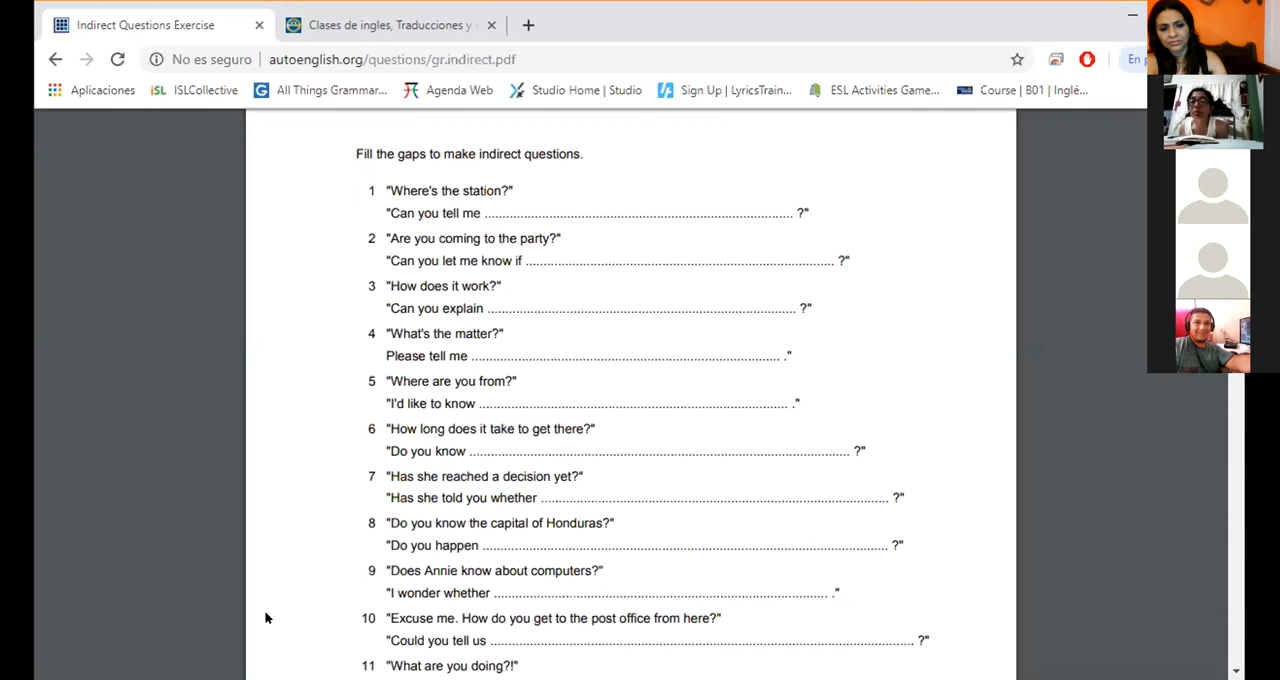 Indirect Questions Exercise
Clases de ingles, Traducciones y
No es seguro
autoenglish.org/questions/gr.indirect.pdf
En p
Aplicaciones
iSL ISLCollective
G All Things Grammar...
Agenda Web
Studio Home | Studio
Sign Up | LyricsTrain...
ESL Activities Game...
Course | B01 | Inglé...
Fill the gaps to make indirect questions.
1 "Where's the station?"
"Can you tell me ............................................................................ ?"
2 "Are you coming to the party?"
"Can you let me know if ............................................................................ ?"
3 "How does it work?"
"Can you explain ............................................................................ ?"
4 "What's the matter?"
Please tell me ............................................................................ ."
5 "Where are you from?"
"I'd like to know ............................................................................ ."
6 "How long does it take to get there?"
"Do you know .............................................................................................. ?"
7 "Has she reached a decision yet?"
"Has she told you whether ...................................................................................... ?"
8 "Do you know the capital of Honduras?"
"Do you happen .................................................................................................... ?"
9 "Does Annie know about computers?"
"I wonder whether .................................................................................. ."
10 "Excuse me. How do you get to the post office from here?"
"Could you tell us ........................................................................................................ ?"
11 "What are you doing?!"